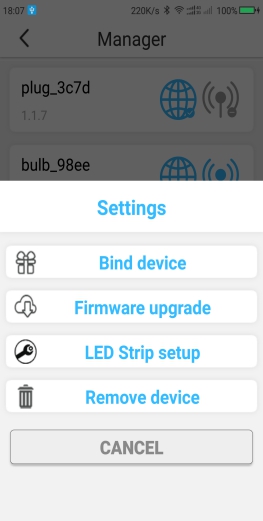 18:07 220K/s 100%
Manager
plug_3c7d
1.1.7
bulb_98ee
Settings
Bind device
Firmware upgrade
LED Strip setup
Remove device
CANCEL